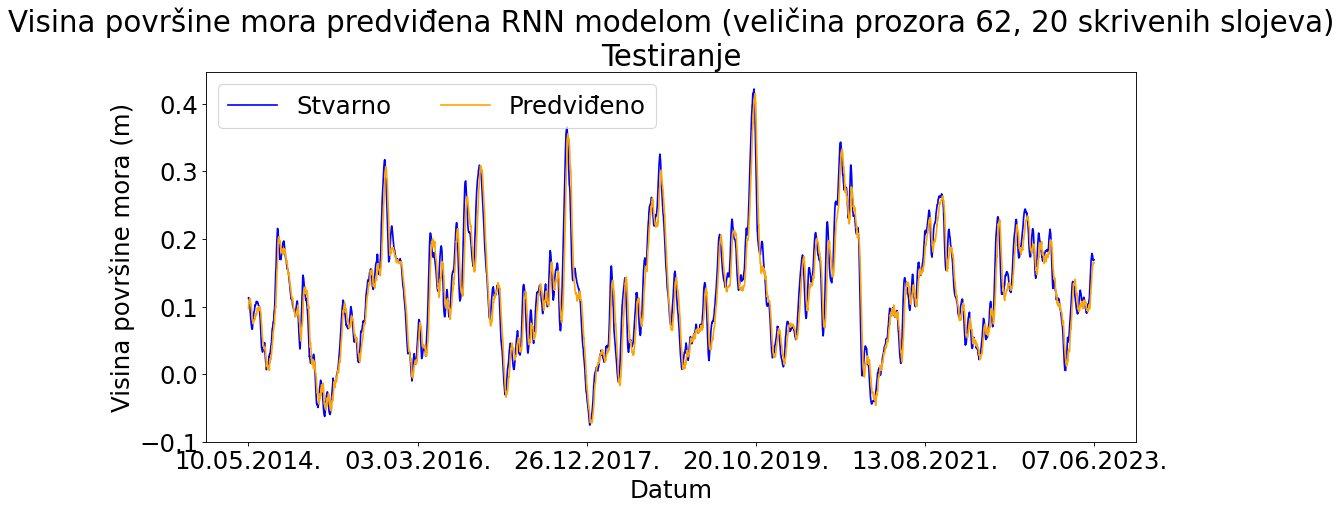 Visina površine mora predviđena RNN modelom (veličina prozora 62, 20 skrivenih slojeva)
Testiranje
Stvarno Predviđeno
Visina površine mora (m)
0.4
0.3
0.2
0.1
0.0
−0.1
10.05.2014. 03.03.2016. 26.12.2017. 20.10.2019. 13.08.2021. 07.06.2023.
Datum